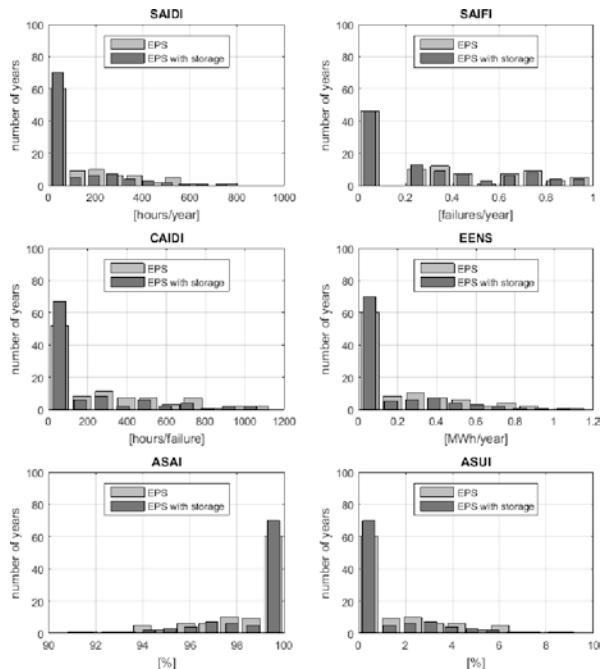 SAIDI
number of years
100
80
60
40
20
0
EPS
EPS with storage
0 200 400 600 800 1000
[hours/year]
SAIFI
number of years
100
80
60
40
20
0
EPS
EPS with storage
0 0.2 0.4 0.6 0.8 1
[failures/year]
CAIDI
number of years
100
80
60
40
20
0
EPS
EPS with storage
0 200 400 600 800 1000 1200
[hours/failure]
EENS
number of years
100
80
60
40
20
0
EPS
EPS with storage
0 0.2 0.4 0.6 0.8 1 1.2
[MWh/year]
ASAI
number of years
100
80
60
40
20
0
EPS
EPS with storage
90 92 94 96 98 100
[%]
ASUI
number of years
100
80
60
40
20
0
EPS
EPS with storage
0 2 4 6 8 10
[%]